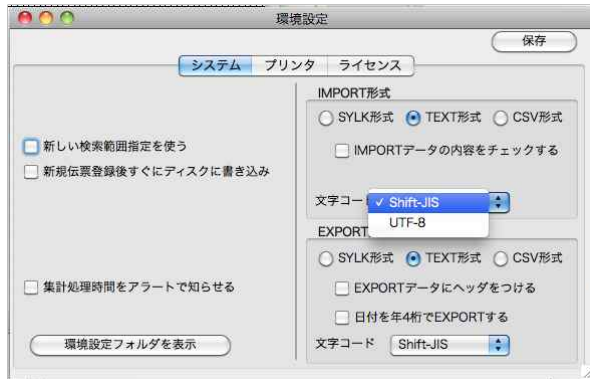 環境設定
保存
システム プリンタ ライセンス
新しい検索範囲指定を使う
新規伝票登録後すぐにディスクに書き込み
集計処理時間をアラートで知らせる
環境設定フォルダを表示
IMPORT形式
SYLK形式 TEXT形式 CSV形式
IMPORTデータの内容をチェックする
文字コード ✓ Shift-JIS
UTF-8
EXPORT
SYLK形式 TEXT形式 CSV形式
EXPORTデータにヘッダをつける
日付を年4桁でEXPORTする
文字コード Shift-JIS